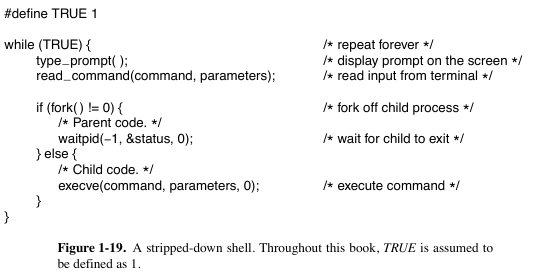 #define TRUE 1
while (TRUE) { /* repeat forever */
type_prompt( ); /* display prompt on the screen */
read_command(command, parameters); /* read input from terminal */
if (fork( ) != 0) { /* fork off child process */
/* Parent code. */
waitpid(−1, &status, 0); /* wait for child to exit */
} else {
/* Child code. */
execve(command, parameters, 0); /* execute command */
}
}
Figure 1-19. A stripped-down shell. Throughout this book, TRUE is assumed to
be defined as 1.